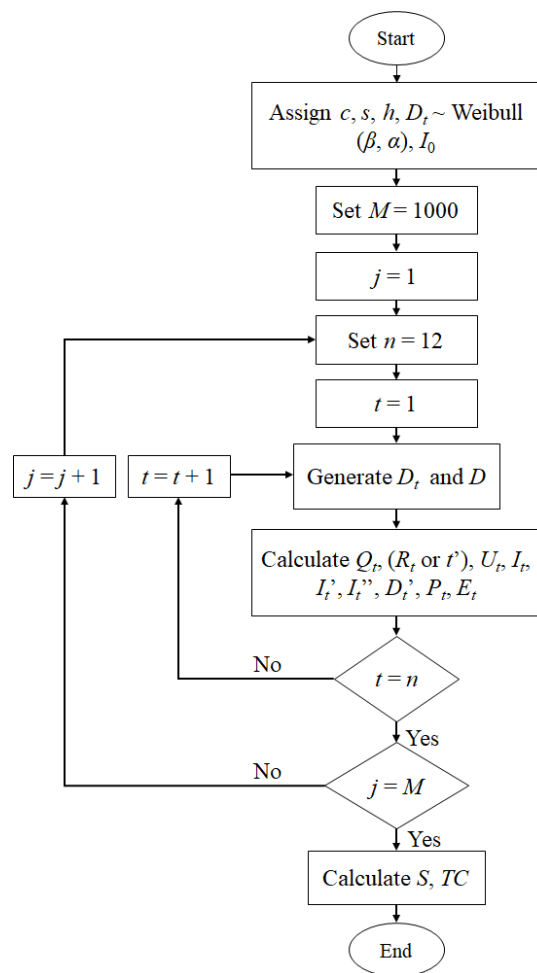 Start
Assign c, s, h, Dₜ ~ Weibull
(β, α), I₀
Set M = 1000
j = 1
Set n = 12
t = 1
j = j + 1
t = t + 1
Generate Dₜ and D
Calculate Qₜ, (Rₜ or t’), Uₜ, Iₜ,
Iₜ’, Iₜ”, Dₜ’, Pₜ, Eₜ
No
t = n
Yes
No
j = M
Yes
Calculate S, TC
End